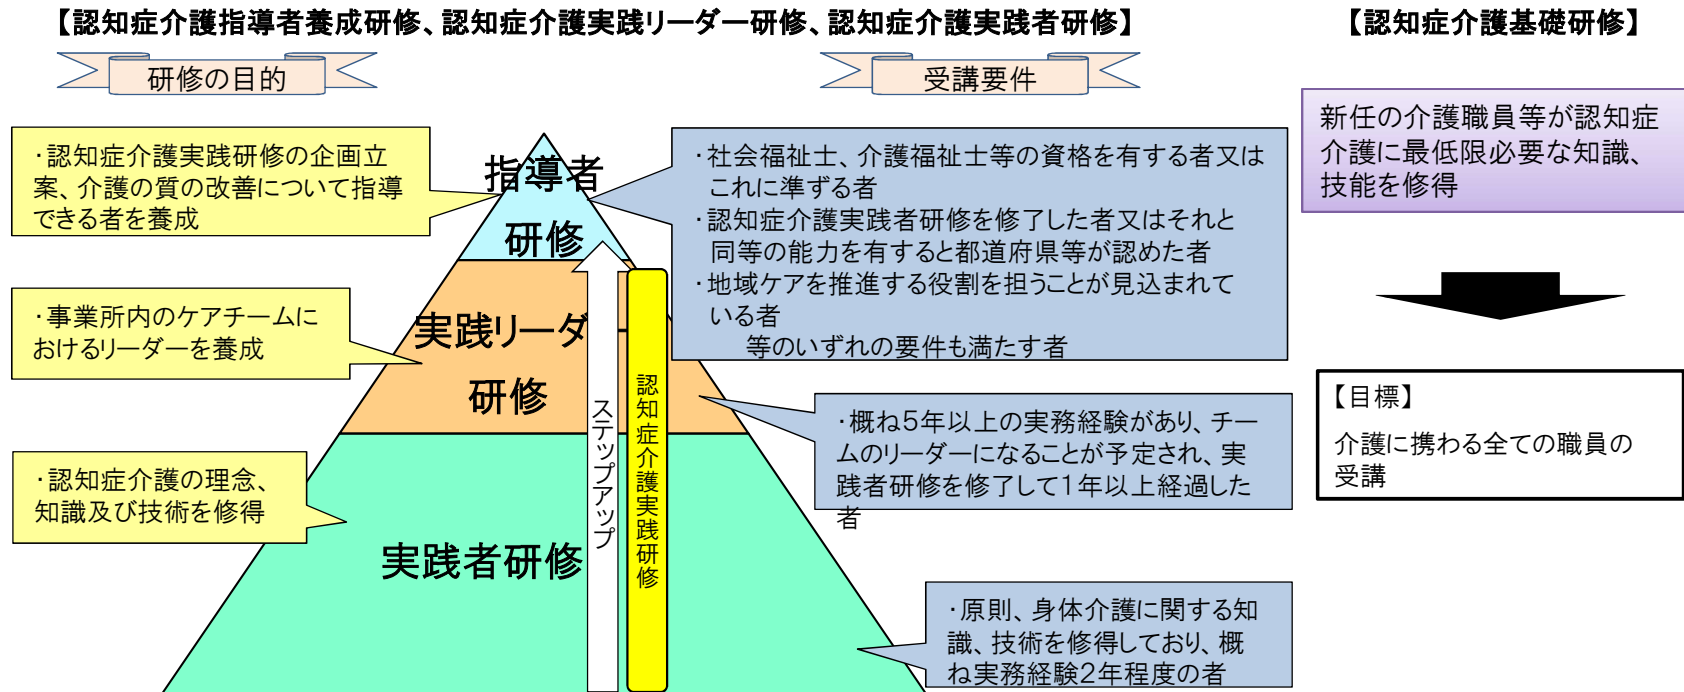 【認知症介護指導者養成研修、認知症介護実践リーダー研修、認知症介護実践者研修】
【認知症介護基礎研修】
研修の目的
受講要件
・認知症介護実践研修の企画立
案、介護の質の改善について指導
できる者を養成
・事業所内のケアチームに
おけるリーダーを養成
・認知症介護の理念、
知識及び技術を修得
指導者
研修
実践リーダー
研修
実践者研修
ステップアップ
認知症介護実践研修
・社会福祉士、介護福祉士等の資格を有する者又は
これに準ずる者
・認知症介護実践者研修を修了した者又はそれと
同等の能力を有すると都道府県等が認めた者
・地域ケアを推進する役割を担うことが見込まれて
いる者
等のいずれの要件も満たす者
・概ね5年以上の実務経験があり、チー
ムのリーダーになることが予定され、実
践者研修を修了して1年以上経過した
者
・原則、身体介護に関する知
識、技術を修得しており、概
ね実務経験2年程度の者
新任の介護職員等が認知症
介護に最低限必要な知識、
技能を修得
【目標】
介護に携わる全ての職員の
受講